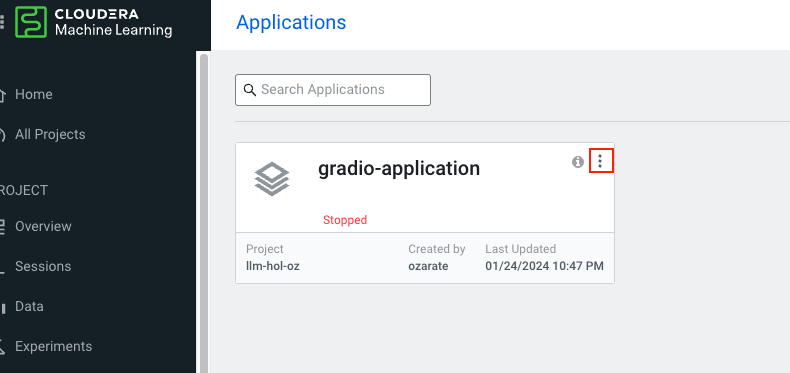 CLOUDERA
Machine Learning
Applications
Home
All Projects
ROJECT
Overview
Sessions
Data
Experiments
Search Applications
gradio-application
Stopped
Project
llm-hol-oz
Created by
ozarate
Last Updated
01/24/2024 10:47 PM